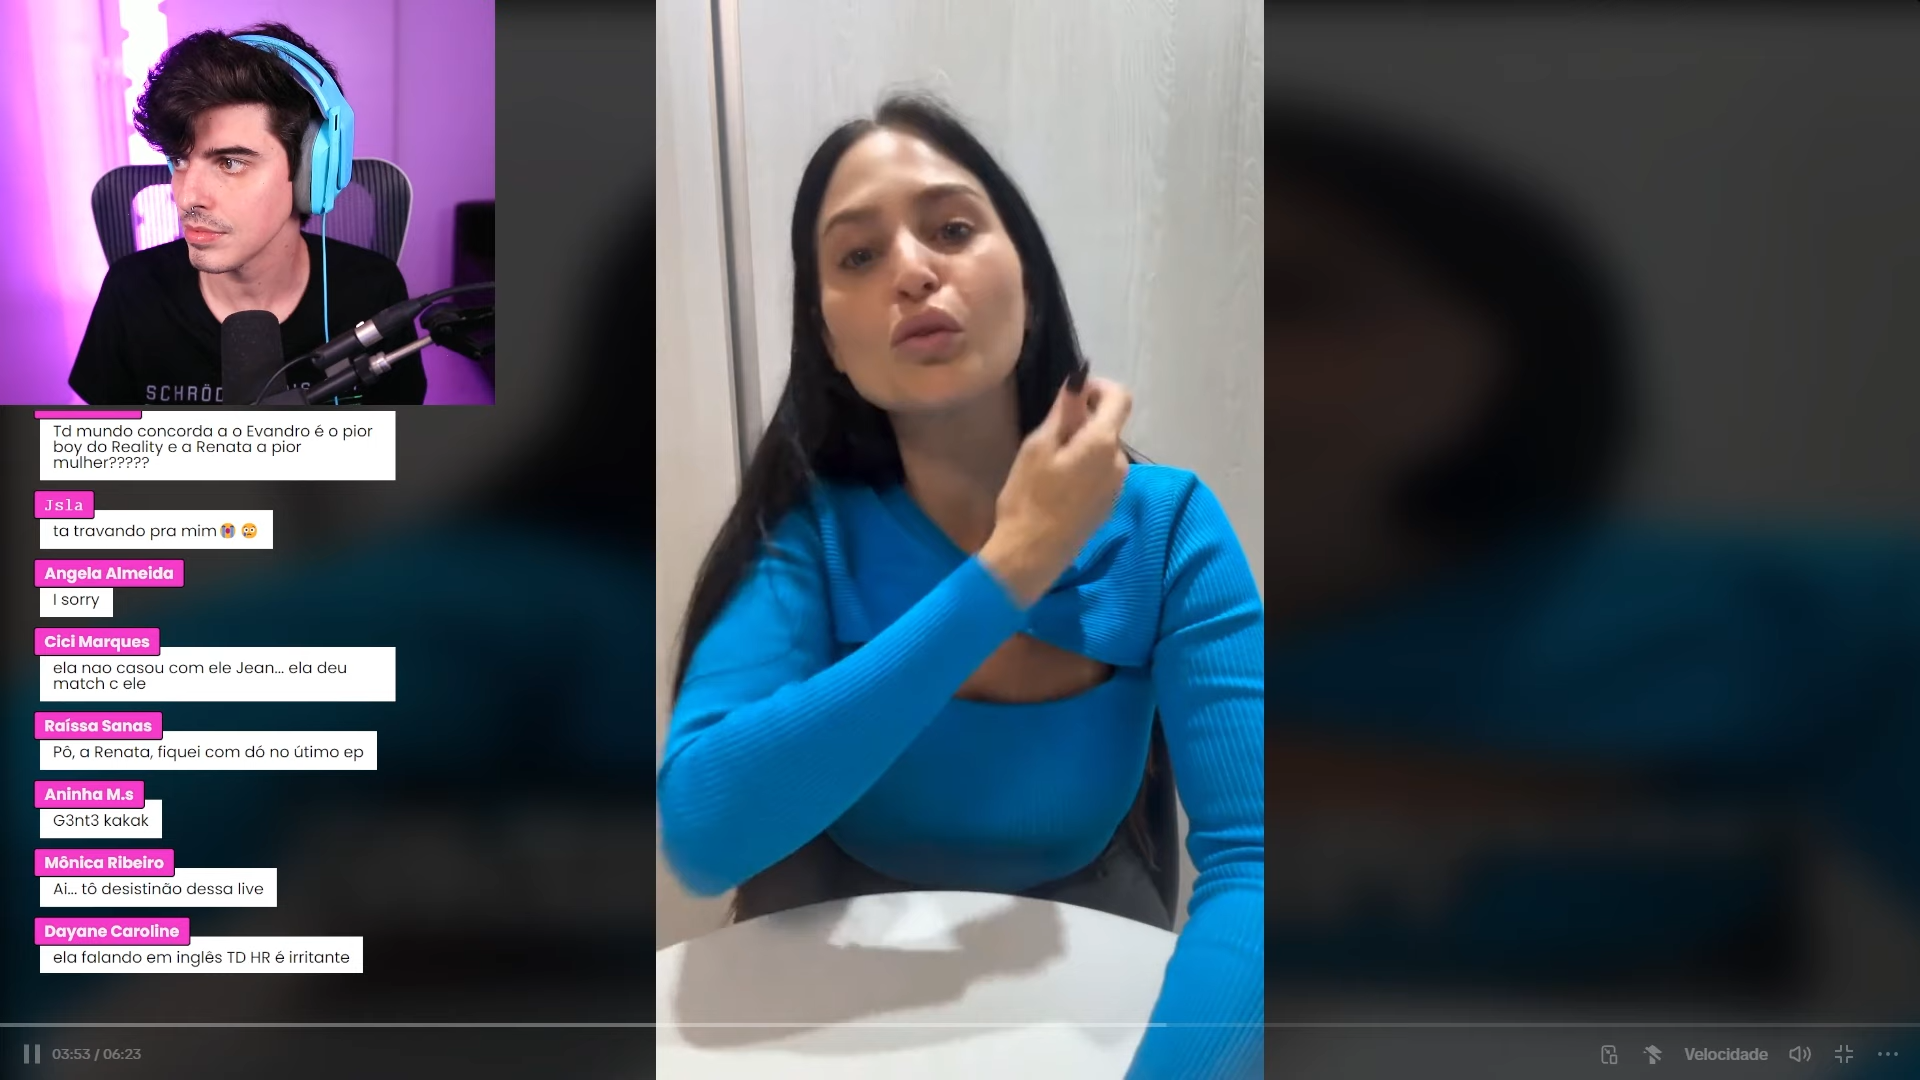 SCHRÖD
Td mundo concorda a o Evandro é o pior
boy do Reality e a Renata a pior
mulher?????
Jsla
ta travando pra mim😭 😳
Angela Almeida
I sorry
Cici Marques
ela nao casou com ele Jean... ela deu
match c ele
Raíssa Sanas
Pô, a Renata, fiquei com dó no útimo ep
Aninha M.s
G3nt3 kakak
Mônica Ribeiro
Ai... tô desistinão dessa live
Dayane Caroline
ela falando em inglês TD HR é irritante
03:53 / 06:23
Velocidade